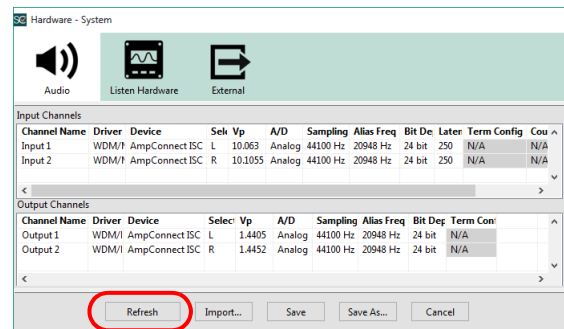 SC Hardware - System
Audio Listen Hardware External
Input Channels
Channel Name Driver Device Sele Vp A/D Sampling Alias Freq Bit De Laten Term Config Cou
Input 1 WDM/ AmpConnect ISC L 10.063 Analog 44100 Hz 20948 Hz 24 bit 250 N/A N/A
Input 2 WDM/ AmpConnect ISC R 10.1055 Analog 44100 Hz 20948 Hz 24 bit 250 N/A N/A
Output Channels
Channel Name Driver Device Select Vp A/D Sampling Alias Freq Bit Dep Term Con
Output 1 WDM/ AmpConnect ISC L 1.4405 Analog 44100 Hz 20948 Hz 24 bit N/A
Output 2 WDM/ AmpConnect ISC R 1.4452 Analog 44100 Hz 20948 Hz 24 bit N/A
Refresh Import... Save Save As... Cancel